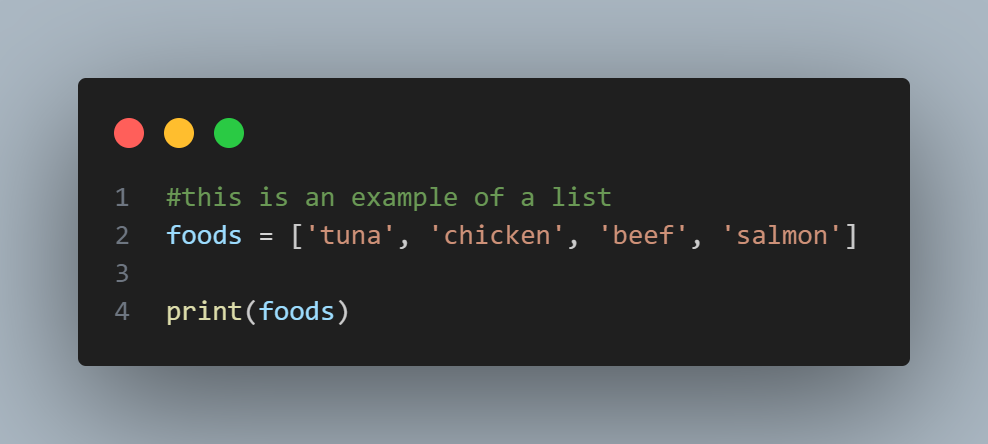 1 #this is an example of a list
2 foods = ['tuna', 'chicken', 'beef', 'salmon']
3
4 print(foods)